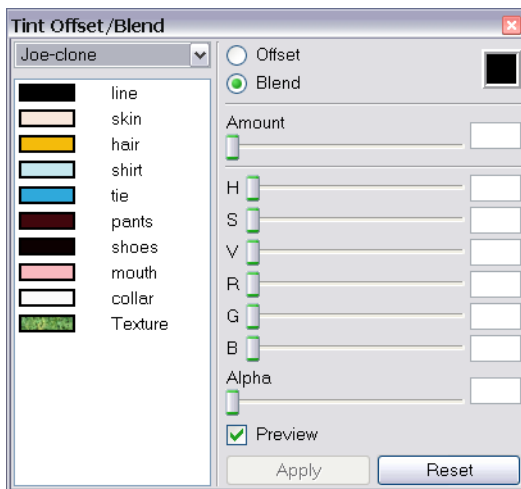 Tint Offset/Blend
Joe-clone
line
skin
hair
shirt
tie
pants
shoes
mouth
collar
Texture
Offset
Blend
Amount
H
S
V
R
G
B
Alpha
Preview
Apply
Reset